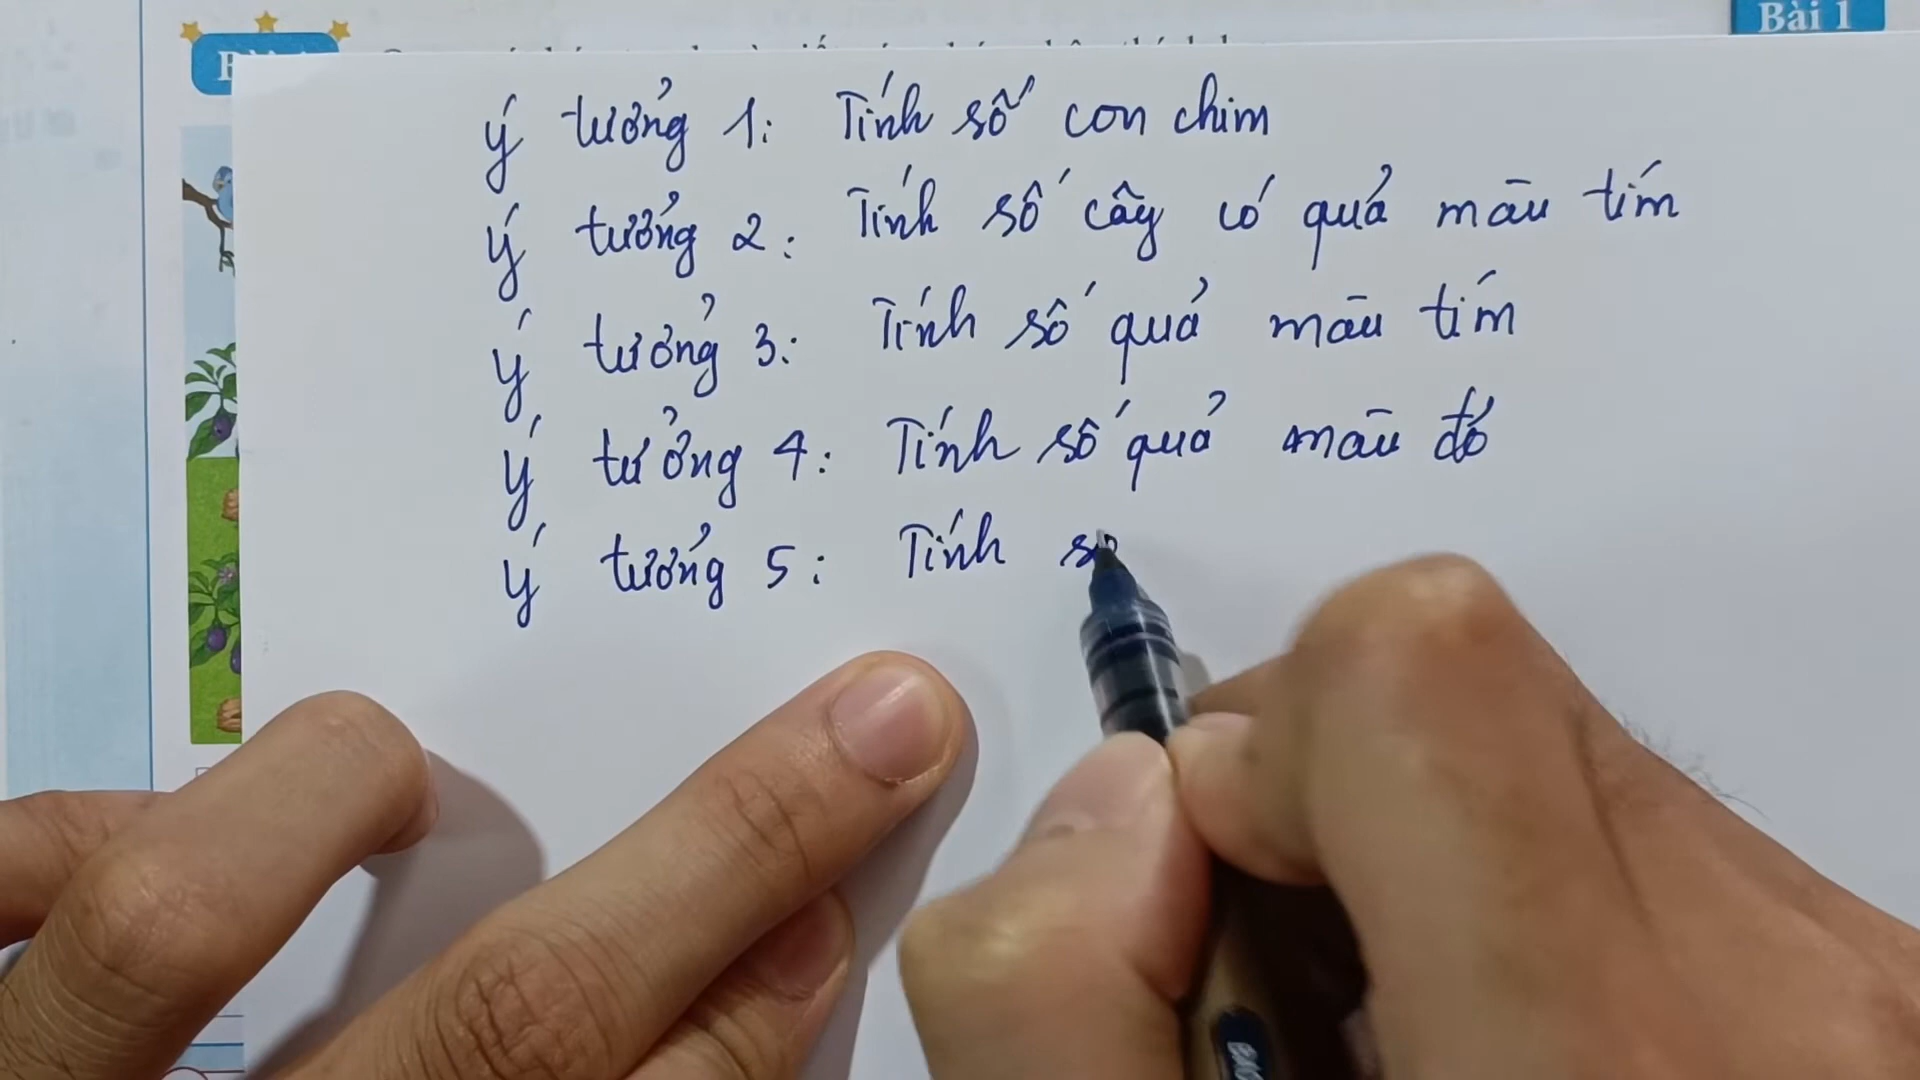 Bài 1
ý tưởng 1: Tính số con chim
ý tưởng 2: Tính số cây có quả màu tím
ý tưởng 3: Tính số quả màu tím
ý tưởng 4: Tính số quả màu đỏ
ý tưởng 5: Tính số